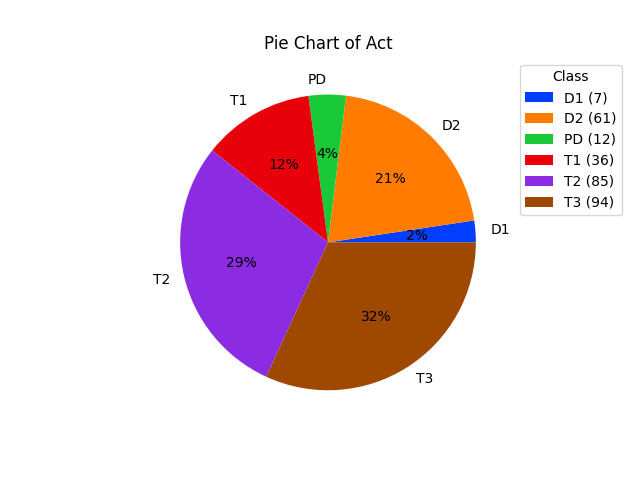 Pie Chart of Act
Class
D1 (7)
D2 (61)
PD (12)
T1 (36)
T2 (85)
T3 (94)
PD
T1
D2
4%
12%
21%
D1
2%
29%
T2
32%
T3